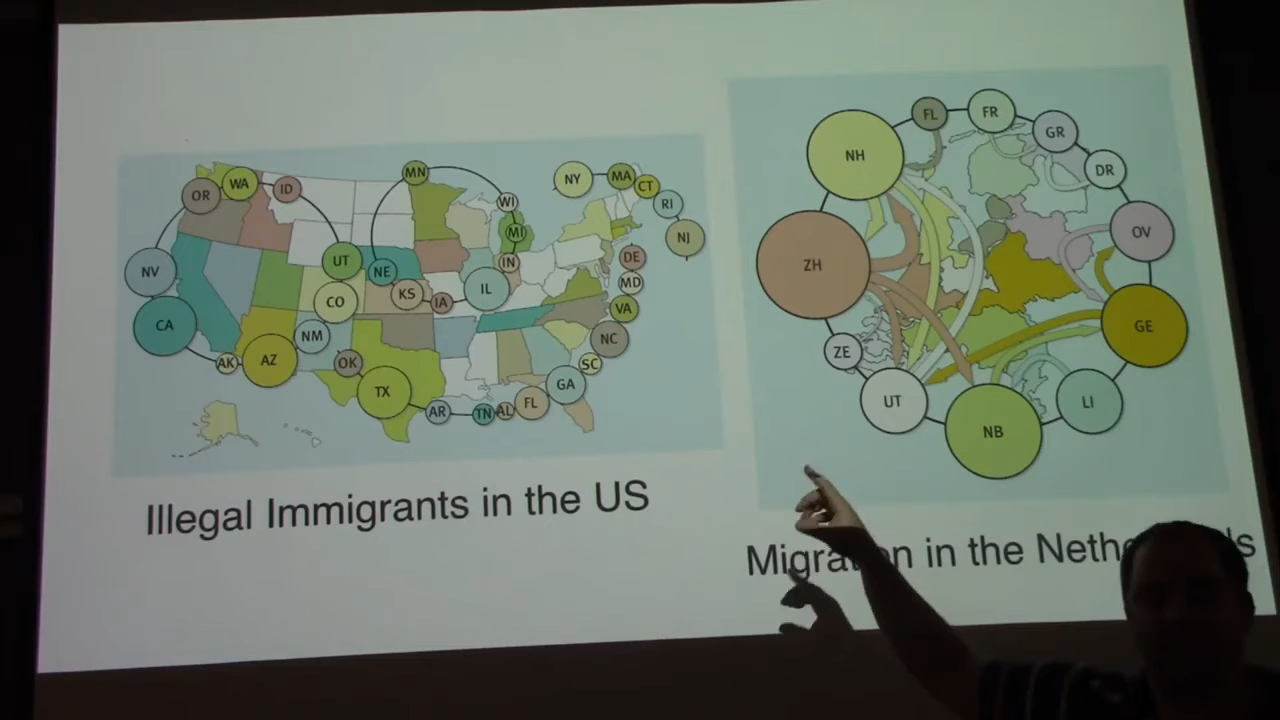 OR
WA
ID
NV
CA
AK
AZ
NM
CO
UT
MN
WI
MI
IN
IL
IA
KS
NE
OK
TX
AR
TN
AL
FL
GA
SC
NC
VA
MD
DE
NY
MA
CT
RI
NJ
Illegal Immigrants in the US
NH
FL
FR
GR
DR
OV
GE
LI
NB
UT
ZE
ZH
Migration in the Netherlands